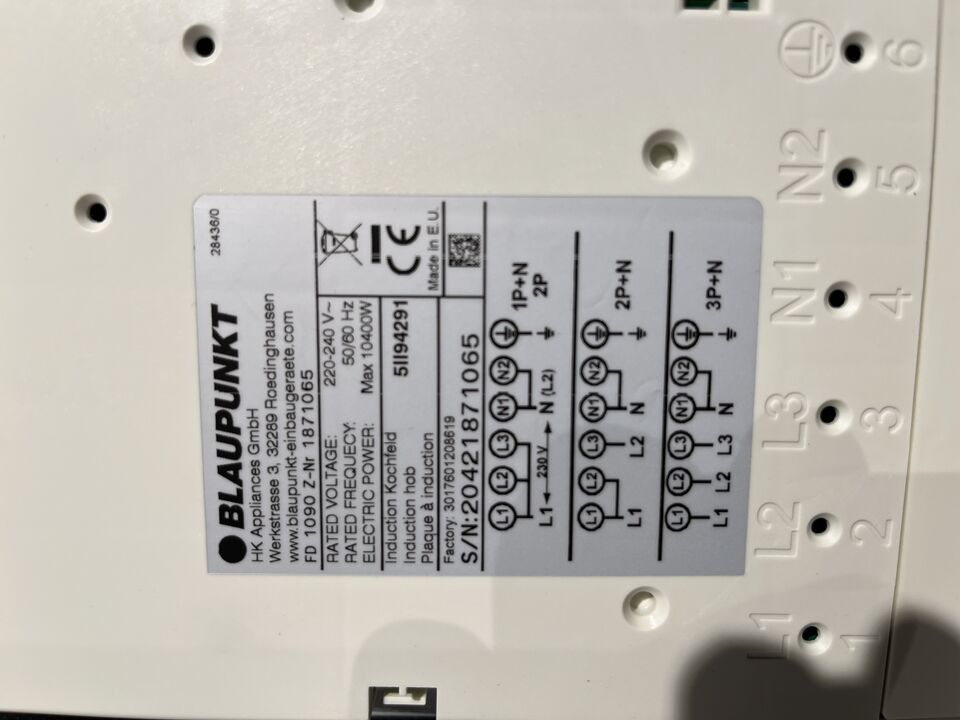 28436/0
BLAUPUNKT
HK Appliances GmbH
Werkstrasse 3, 32289 Roedinghausen
www.blaupunkt-einbaugeraete.com
FD 1090 Z-Nr 1871065
RATED VOLTAGE: 220-240 V~
RATED FREQUECY: 50/60 Hz
ELECTRIC POWER: Max 10400W
Induction Kochfeld
Induction hob
Plaque à induction
5II94291
CE
Made in E.U.
Factory: 3017601208619
S/N:20421871065
L1 L2 L3 N1 N2 1P+N
L1 230 V N (L2) 2P
L1 L2 L3 N1 N2 2P+N
L1 L2 N
L1 L2 L3 N1 N2 3P+N
L1 L2 L3 N
L1 L2 L3 N1 N2
1 2 3 4 5 6